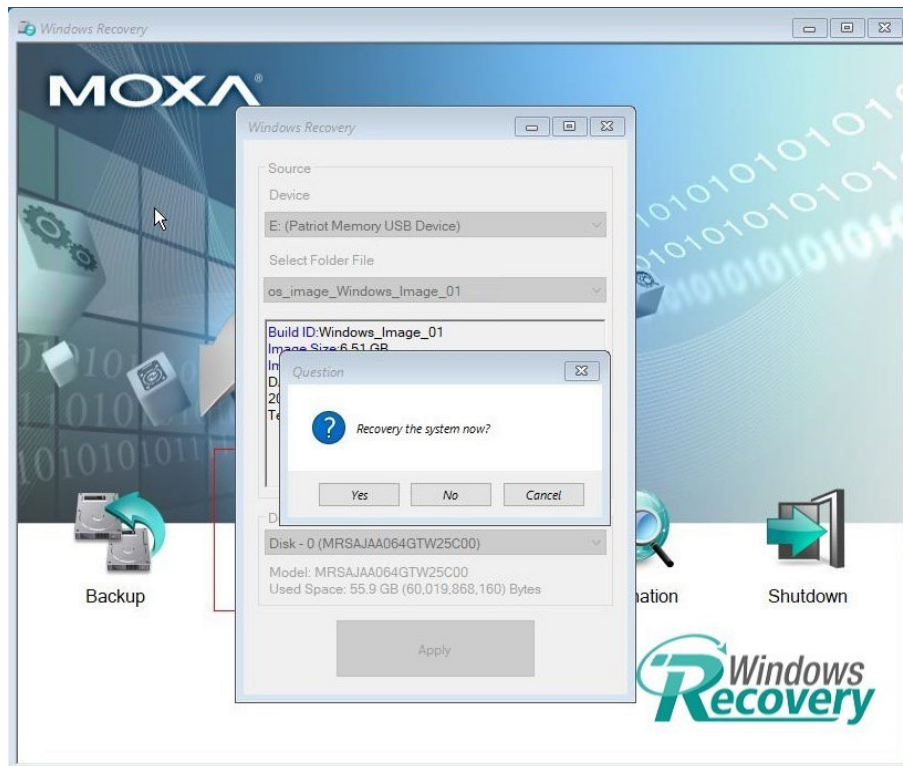 Windows Recovery
MOXA®
Windows Recovery
Source
Device
E: (Patriot Memory USB Device)
Select Folder File
os_image_Windows_Image_01
Build ID:Windows_Image_01
Image Size:6.51 GB
Question
Recovery the system now?
Yes No Cancel
Disk - 0 (MRSAJAA064GTW25C00)
Model: MRSAJAA064GTW25C00
Used Space: 55.9 GB (60,019,868,160) Bytes
Apply
Backup
Shutdown
Windows
Recovery